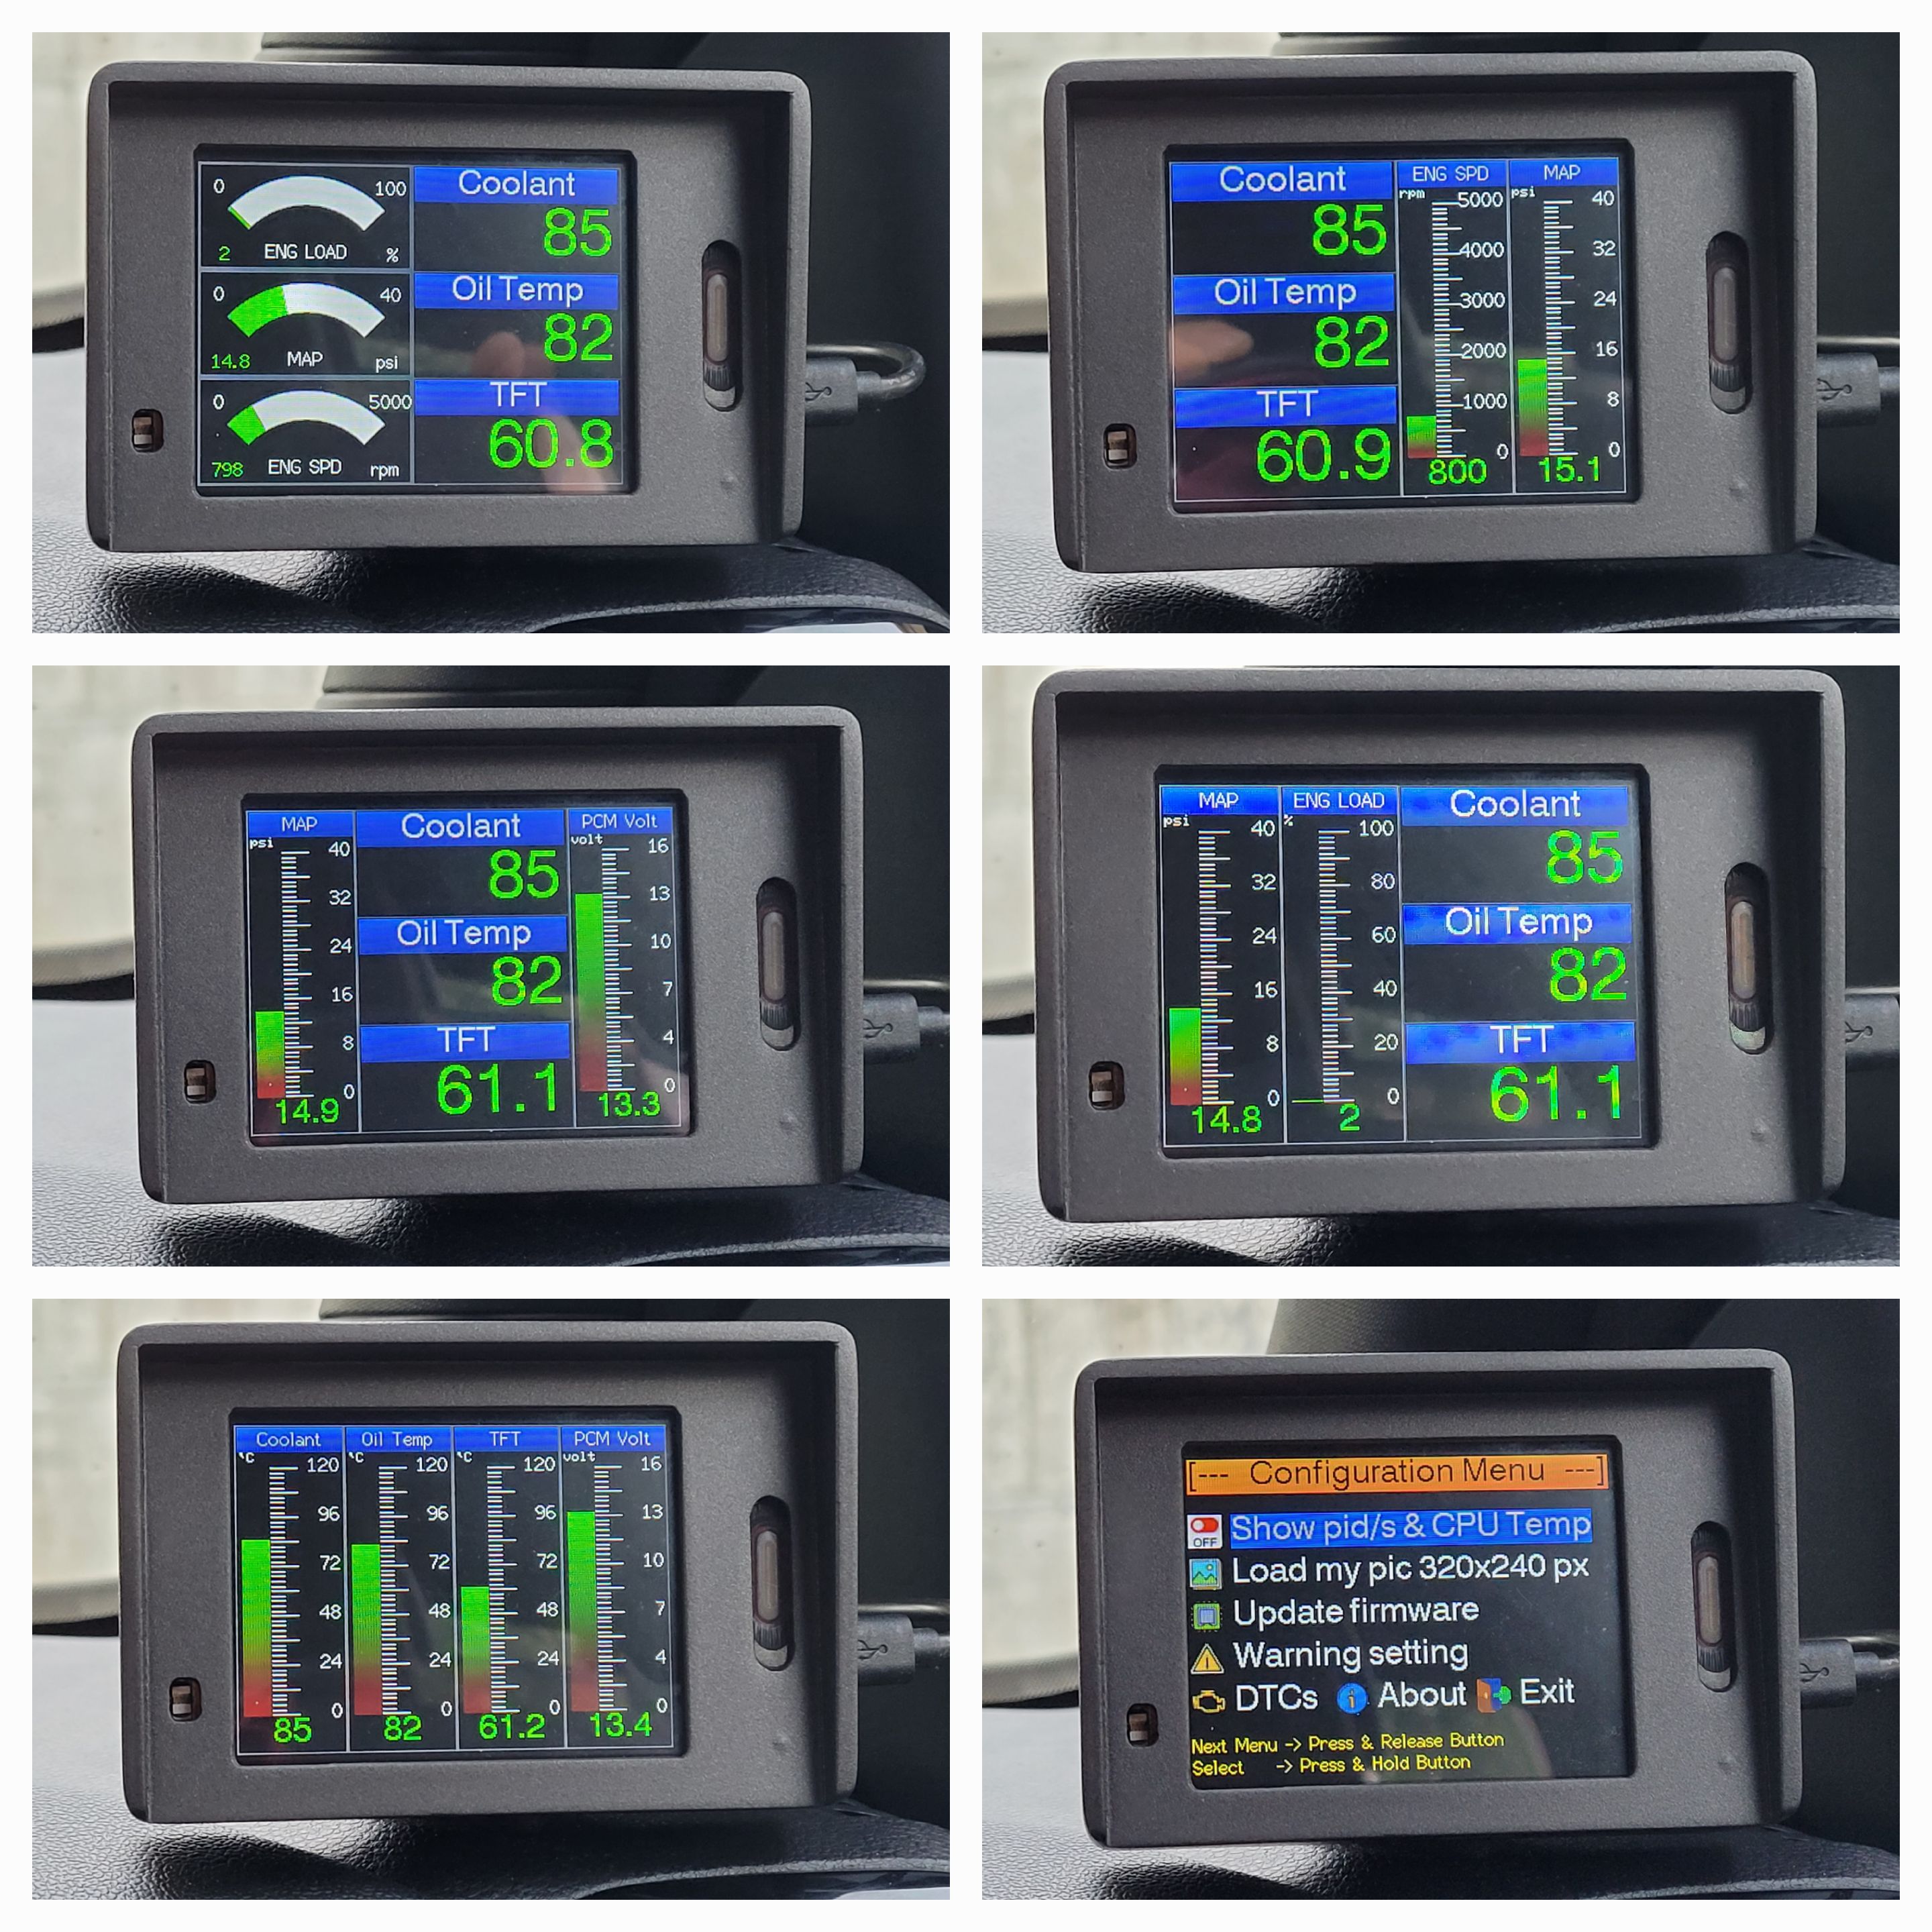 0 100
2 ENG LOAD %
0 40
14.8 MAP psi
0 5000
798 ENG SPD rpm
Coolant
85
Oil Temp
82
TFT
60.8
Coolant
85
Oil Temp
82
TFT
60.9
ENG SPD
rpm
5000
4000
3000
2000
1000
0
800
MAP
psi
40
32
24
16
8
0
15.1
MAP
psi
40
32
24
16
8
0
14.9
Coolant
85
Oil Temp
82
TFT
61.1
PCM Volt
volt
16
13
10
7
4
0
13.3
MAP
psi
40
32
24
16
8
0
14.8
ENG LOAD
%
100
80
60
40
20
0
2
Coolant
85
Oil Temp
82
TFT
61.1
Coolant
°C
120
96
72
48
24
0
85
Oil Temp
°C
120
96
72
48
24
0
82
TFT
°C
120
96
72
48
24
0
61.2
PCM Volt
volt
16
13
10
7
4
0
13.4
[--- Configuration Menu ---]
OFF Show pid/s & CPU Temp
Load my pic 320x240 px
Update firmware
Warning setting
DTCs i About Exit
Next Menu -> Press & Release Button
Select -> Press & Hold Button